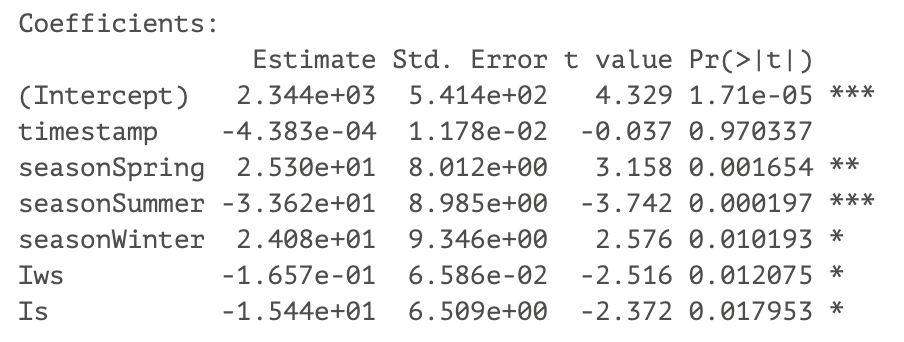 Coefficients:
Estimate Std. Error t value Pr(>|t|)
(Intercept) 2.344e+03 5.414e+02 4.329 1.71e-05 ***
timestamp -4.383e-04 1.178e-02 -0.037 0.970337
seasonSpring 2.530e+01 8.012e+00 3.158 0.001654 **
seasonSummer -3.362e+01 8.985e+00 -3.742 0.000197 ***
seasonWinter 2.408e+01 9.346e+00 2.576 0.010193 *
Iws -1.657e-01 6.586e-02 -2.516 0.012075 *
Is -1.544e+01 6.509e+00 -2.372 0.017953 *